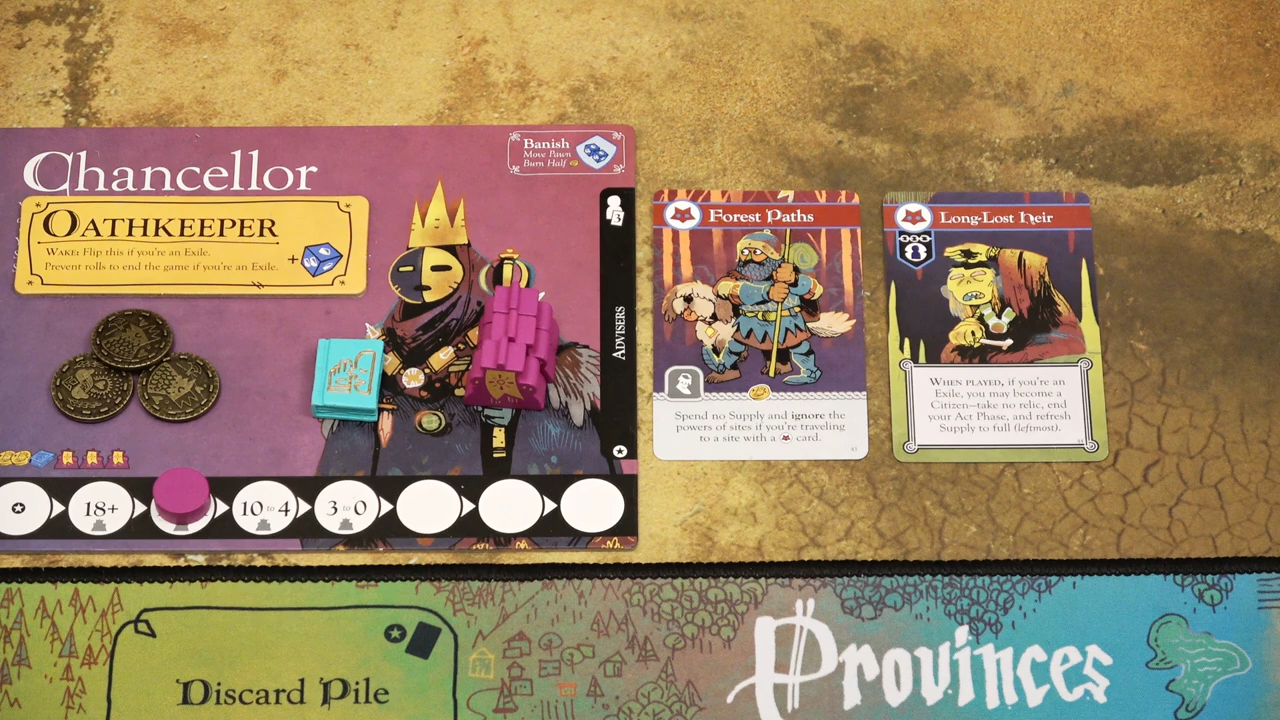 Chancellor
Banish
Move Pawn
Burn Half
OATHKEEPER
WAKE: Flip this if you're an Exile.
Prevent rolls to end the game if you're an Exile.
+
3
ADVISERS
18+
10 to 4
3 to 0
Forest Paths
Spend no Supply and ignore the
powers of sites if you're traveling
to a site with a card.
Long-Lost Heir
WHEN PLAYED, if you're an
Exile, you may become a
Citizen—take no relic, end
your Act Phase, and refresh
Supply to full (leftmost).
Discard Pile
Provinces